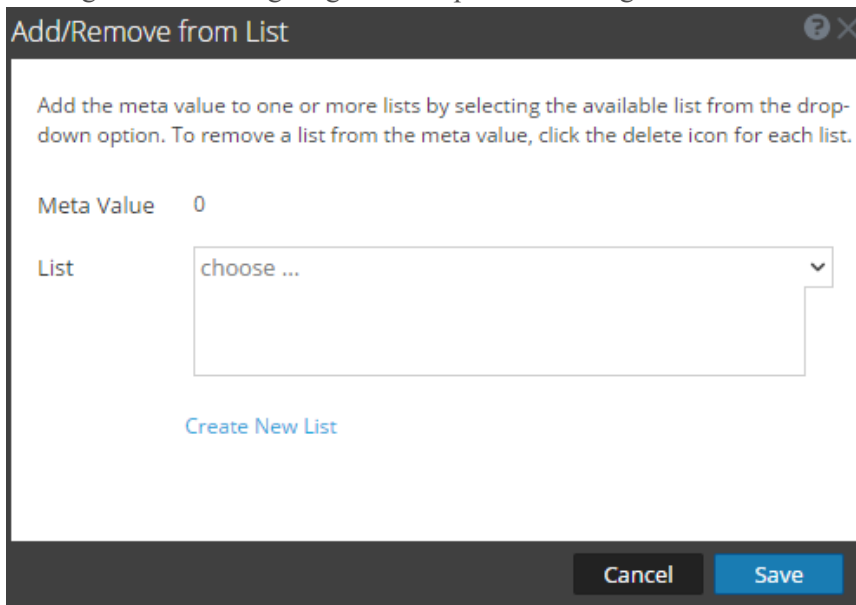 Add/Remove from List
Add the meta value to one or more lists by selecting the available list from the drop-
down option. To remove a list from the meta value, click the delete icon for each list.
Meta Value 0
List choose ...
Create New List
Cancel Save